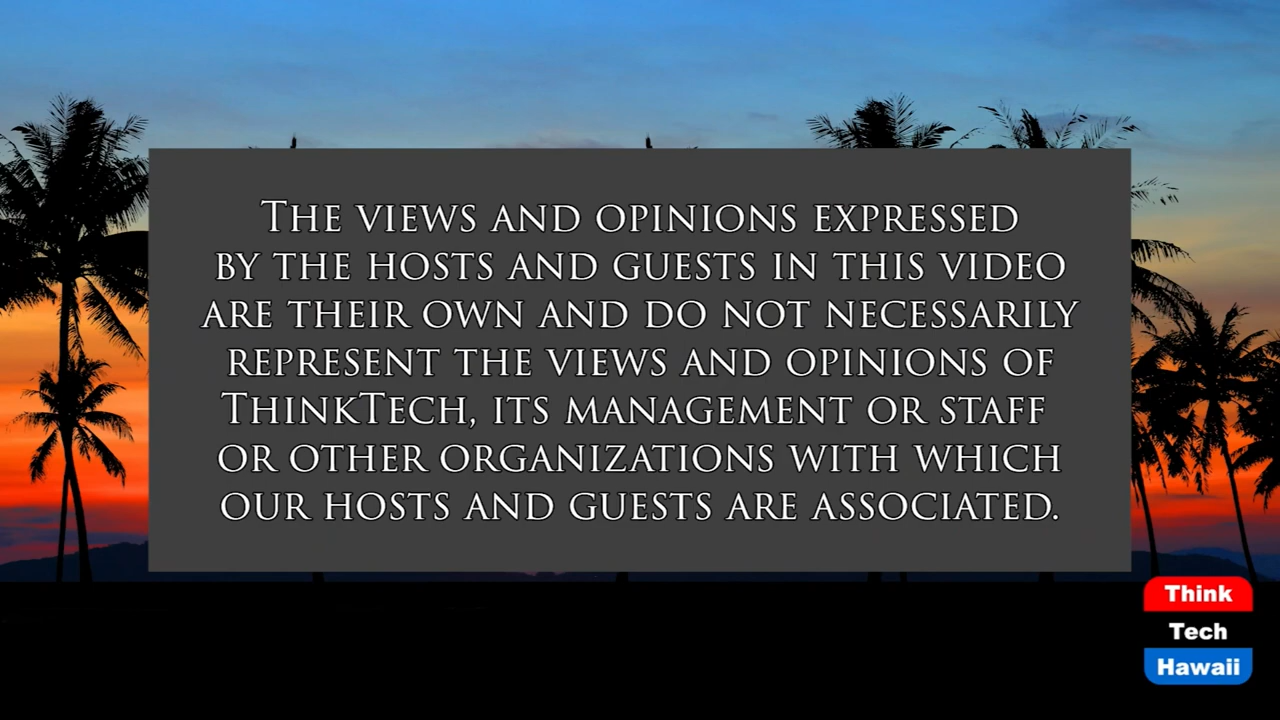 The views and opinions expressed
by the hosts and guests in this video
are their own and do not necessarily
represent the views and opinions of
ThinkTech, its management or staff
or other organizations with which
our hosts and guests are associated.
Think
Tech
Hawaii